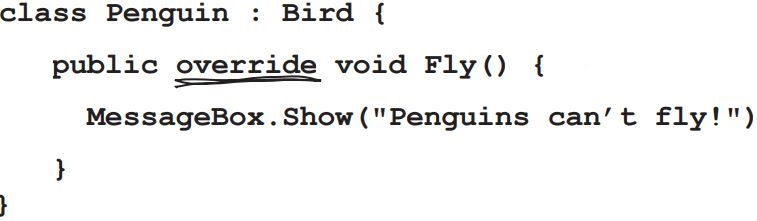 class Penguin : Bird {
public override void Fly() {
MessageBox.Show("Penguins can’t fly!")
}
}